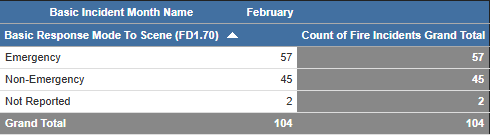 Basic Incident Month Name February
Basic Response Mode To Scene (FD1.70) Count of Fire Incidents Grand Total
Emergency 57 57
Non-Emergency 45 45
Not Reported 2 2
Grand Total 104 104